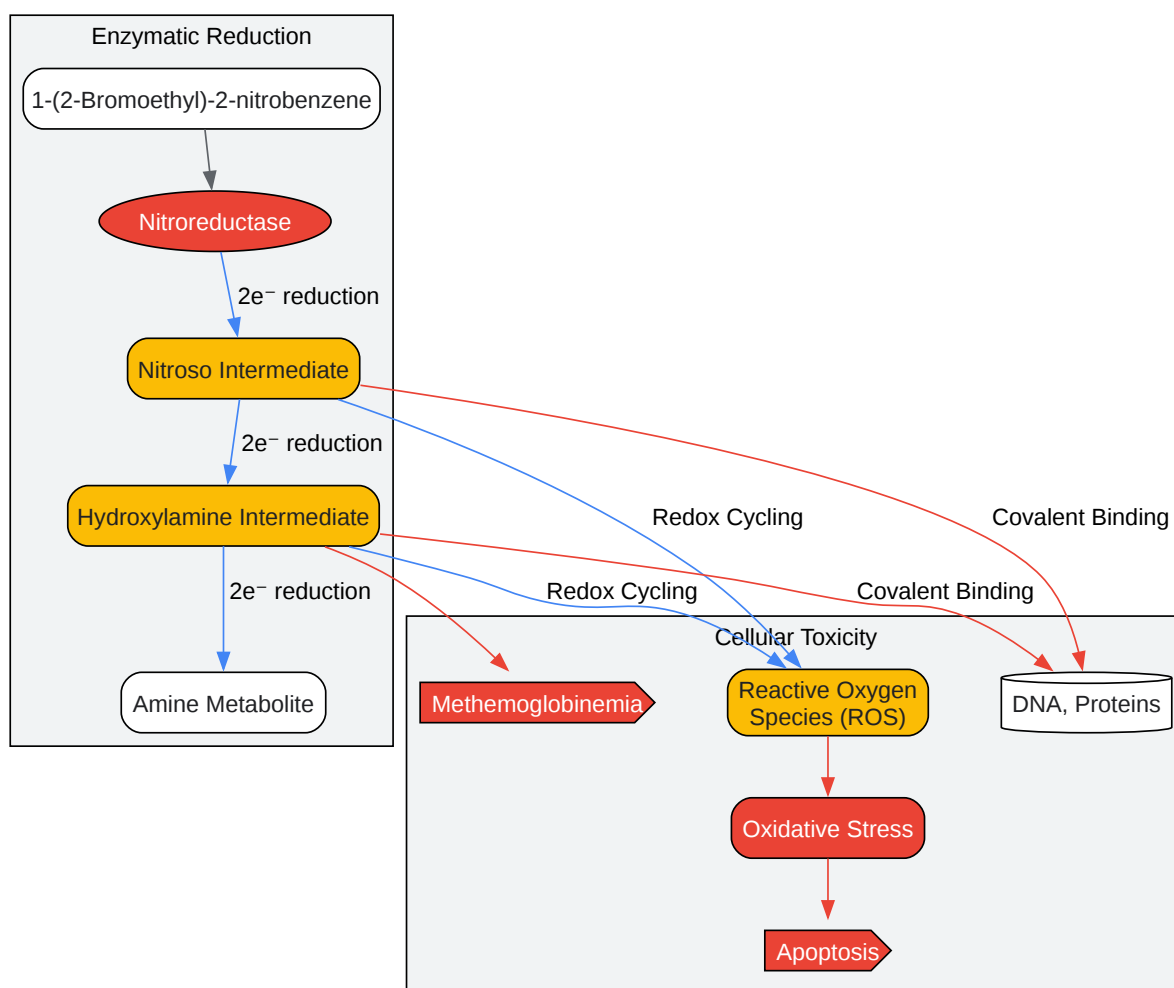 Enzymatic Reduction
1-(2-Bromoethyl)-2-nitrobenzene
Nitroreductase
2e⁻ reduction
Nitroso Intermediate
2e⁻ reduction
Hydroxylamine Intermediate
Redox Cycling
Covalent Binding
2e⁻ reduction
Redox Cycling
Covalent Binding
Cellular Toxicity
Amine Metabolite
Methemoglobinemia
Reactive Oxygen
Species (ROS)
DNA, Proteins
Oxidative Stress
Apoptosis